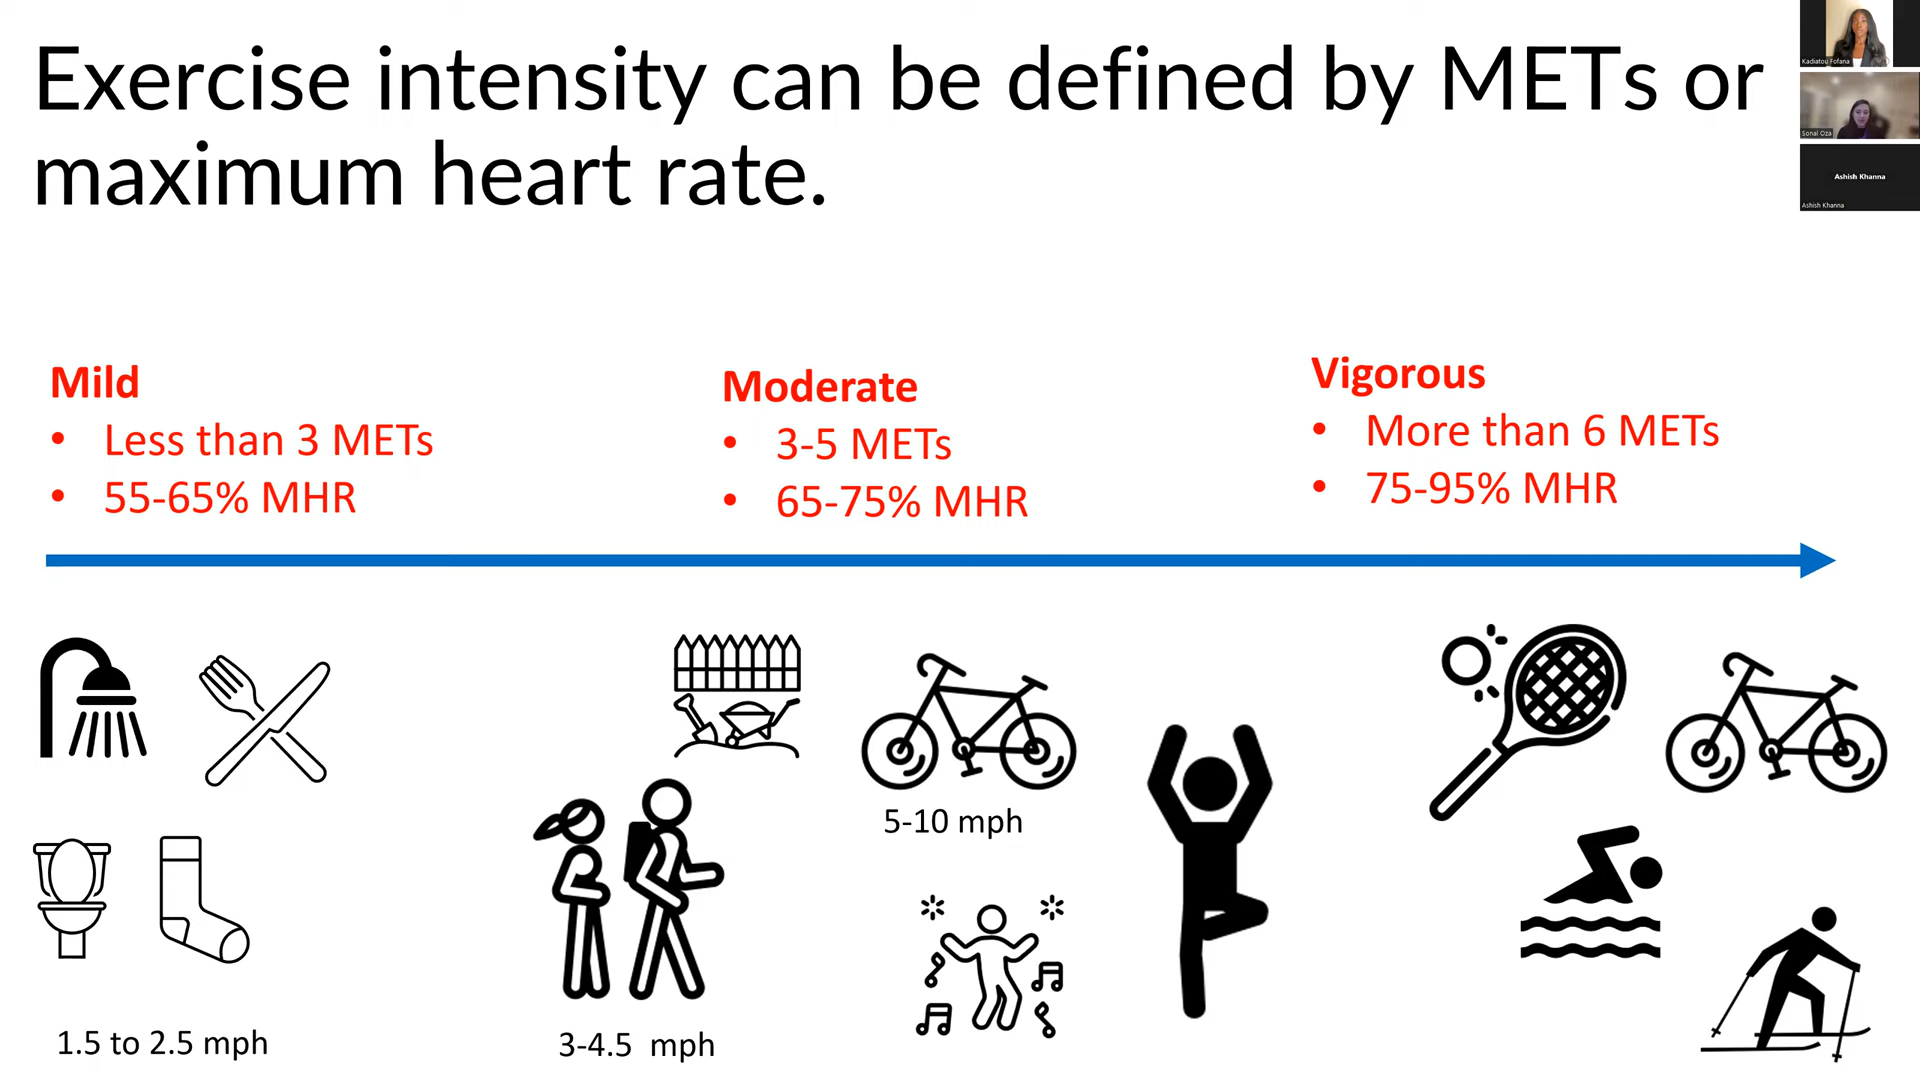 Exercise intensity can be defined by METs or
maximum heart rate.
Kadiatou Fofana
Sonal Oza
Ashish Khanna
Ashish Khanna
Mild
• Less than 3 METs
• 55-65% MHR
Moderate
• 3-5 METs
• 65-75% MHR
Vigorous
• More than 6 METs
• 75-95% MHR
5-10 mph
1.5 to 2.5 mph
3-4.5 mph